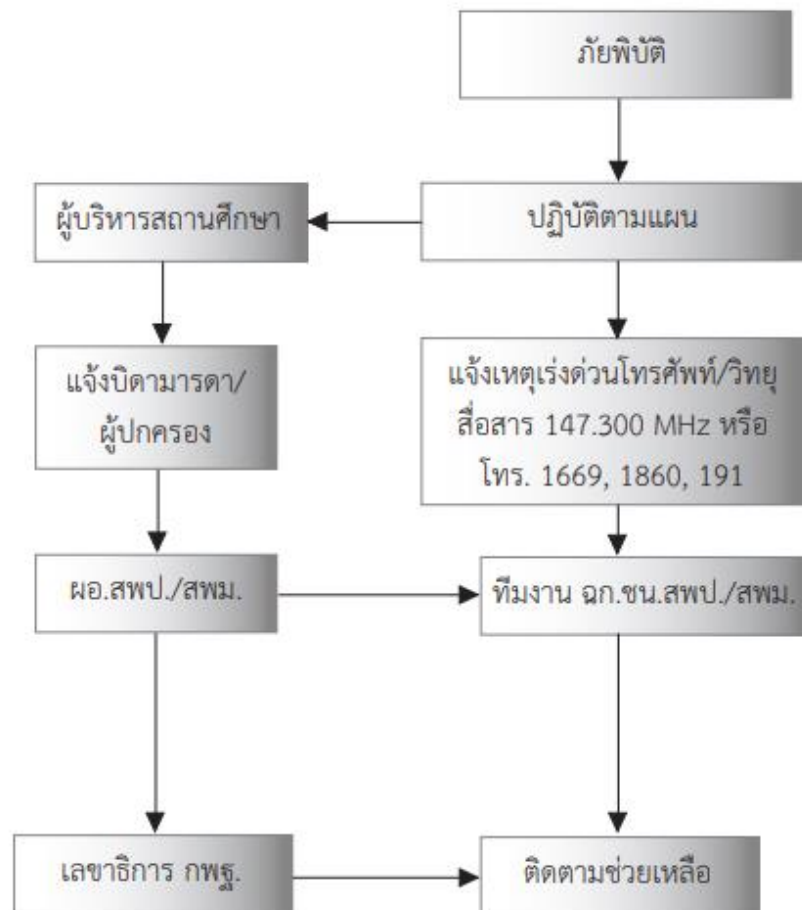 ภัยพิบัติ
ผู้บริหารสถานศึกษา
ปฏิบัติตามแผน
แจ้งบิดามารดา/
ผู้ปกครอง
แจ้งเหตุเร่งด่วนโทรศัพท์/วิทยุ
สื่อสาร 147.300 MHz หรือ
โทร. 1669, 1860, 191
ผอ.สพป./สพม.
ทีมงาน ฉก.ชน.สพป./สพม.
เลขาธิการ กพฐ.
ติดตามช่วยเหลือ